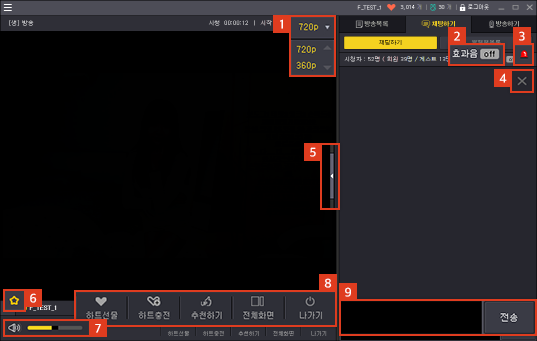 F_TEST_1 5,014 개 | 50 개 | 로그아웃
[생] 방송
시청 00:00:12 | 시작
방송목록
채팅하기
방송하기
1
720p
720p
360p
채팅하기
2
효과음 off
3
시청자 : 52명 ( 회원 29명 / 게스트
4
5
6
F_TEST_1
7
8
하트선물
하트충전
추천하기
전체화면
나가기
하트선물
하트충전
추천하기
전체화면
나가기
9
전송